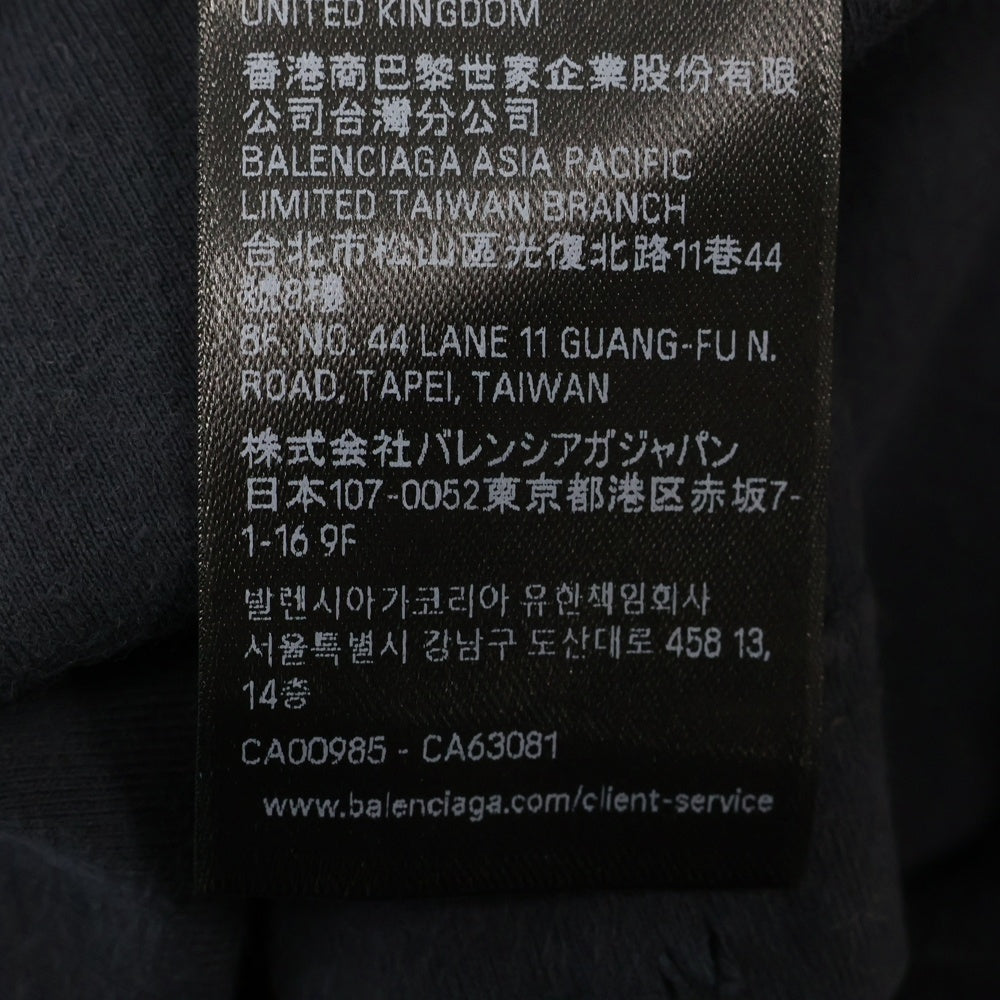 UNITED KINGDOM
香港商巴黎世家企業股份有限
公司台灣分公司
BALENCIAGA ASIA PACIFIC
LIMITED TAIWAN BRANCH
台北市松山區光復北路11巷44
號8樓
8F. NO. 44 LANE 11 GUANG-FU N.
ROAD, TAPEI, TAIWAN
株式会社バレンシアガジャパン
日本107-0052東京都港区赤坂7-
1-16 9F
발렌시아가코리아 유한책임회사
서울특별시 강남구 도산대로 458 13,
14층
CA00985 - CA63081
www.balenciaga.com/client-service